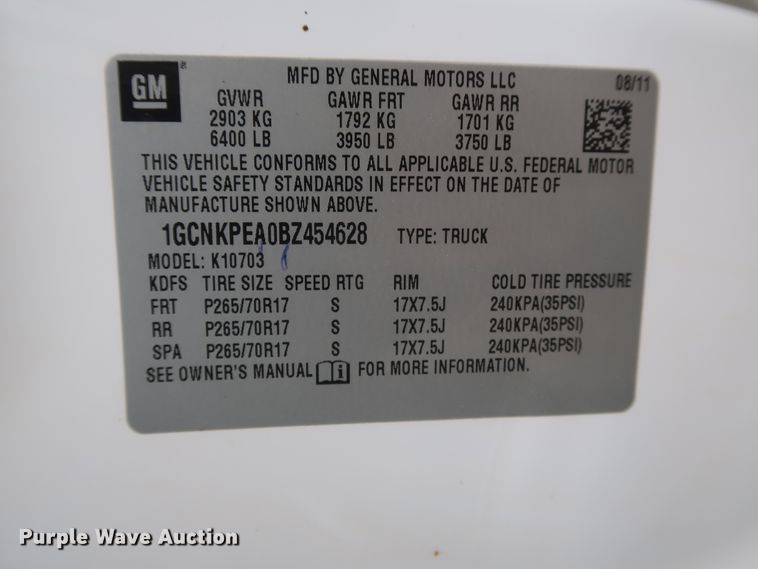 GM
MFD BY GENERAL MOTORS LLC 08/11
GVWR GAWR FRT GAWR RR
2903 KG 1792 KG 1701 KG
6400 LB 3950 LB 3750 LB
THIS VEHICLE CONFORMS TO ALL APPLICABLE U.S. FEDERAL MOTOR
VEHICLE SAFETY STANDARDS IN EFFECT ON THE DATE OF
MANUFACTURE SHOWN ABOVE.
1GCNKPEA0BZ454628 TYPE: TRUCK
MODEL: K10703
KDFS TIRE SIZE SPEED RTG RIM COLD TIRE PRESSURE
FRT P265/70R17 S 17X7.5J 240KPA(35PSI)
RR P265/70R17 S 17X7.5J 240KPA(35PSI)
SPA P265/70R17 S 17X7.5J 240KPA(35PSI)
SEE OWNER'S MANUAL i FOR MORE INFORMATION.
Purple Wave Auction